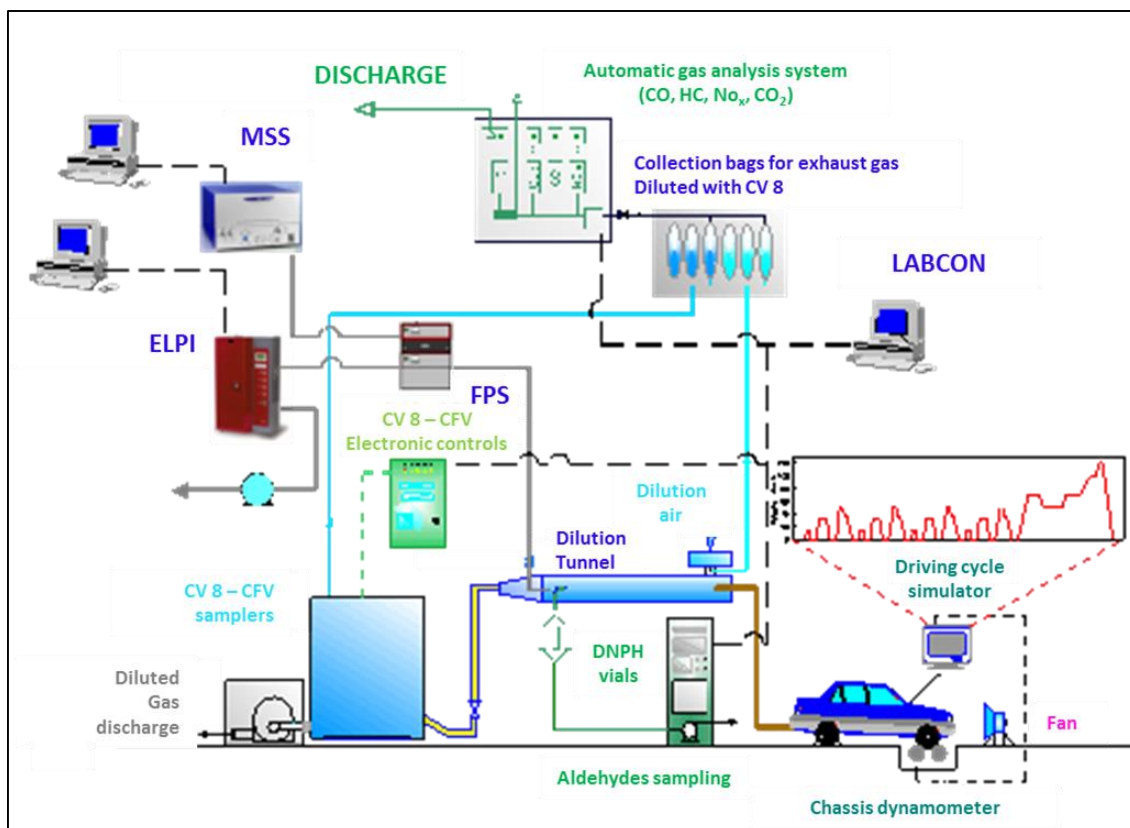 DISCHARGE
Automatic gas analysis system
(CO, HC, Noₓ, CO₂)
MSS
Collection bags for exhaust gas
Diluted with CV 8
LABCON
ELPI
FPS
CV 8 – CFV
Electronic controls
Dilution
air
Dilution
Tunnel
Driving cycle
simulator
CV 8 – CFV
samplers
DNPH
vials
Diluted
Gas
discharge
Fan
Aldehydes sampling
Chassis dynamometer